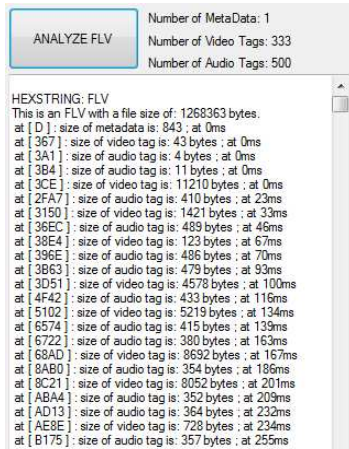 ANALYZE FLV
Number of MetaData: 1
Number of Video Tags: 333
Number of Audio Tags: 500
HEXSTRING: FLV
This is an FLV with a file size of: 1268363 bytes.
at [ D ] : size of metadata is: 843 ; at 0ms
at [ 367 ] : size of video tag is: 43 bytes ; at 0ms
at [ 3A1 ] : size of audio tag is: 4 bytes ; at 0ms
at [ 3B4 ] : size of audio tag is: 11 bytes ; at 0ms
at [ 3CE ] : size of video tag is: 11210 bytes ; at 0ms
at [ 2FA7 ] : size of audio tag is: 410 bytes ; at 23ms
at [ 3150 ] : size of video tag is: 1421 bytes ; at 33ms
at [ 36EC ] : size of audio tag is: 489 bytes ; at 46ms
at [ 38E4 ] : size of video tag is: 123 bytes ; at 67ms
at [ 396E ] : size of audio tag is: 486 bytes ; at 70ms
at [ 3B63 ] : size of audio tag is: 479 bytes ; at 93ms
at [ 3D51 ] : size of video tag is: 4578 bytes ; at 100ms
at [ 4F42 ] : size of audio tag is: 433 bytes ; at 116ms
at [ 5102 ] : size of video tag is: 5219 bytes ; at 134ms
at [ 6574 ] : size of audio tag is: 415 bytes ; at 139ms
at [ 6722 ] : size of audio tag is: 380 bytes ; at 163ms
at [ 68AD ] : size of video tag is: 8692 bytes ; at 167ms
at [ 8AB0 ] : size of audio tag is: 354 bytes ; at 186ms
at [ 8C21 ] : size of video tag is: 8052 bytes ; at 201ms
at [ ABA4 ] : size of audio tag is: 352 bytes ; at 209ms
at [ AD13 ] : size of audio tag is: 364 bytes ; at 232ms
at [ AE8E ] : size of video tag is: 728 bytes ; at 234ms
at [ B175 ] : size of audio tag is: 357 bytes ; at 255ms